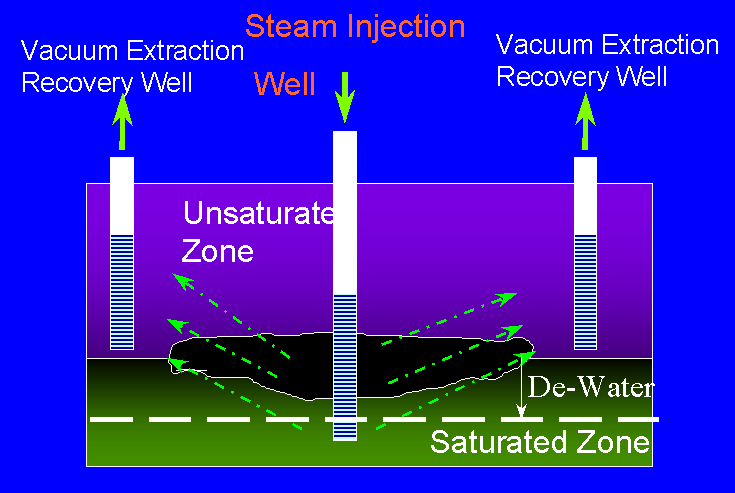 Steam Injection
Well
Vacuum Extraction
Recovery Well
Vacuum Extraction
Recovery Well
Unsaturate
Zone
De-Water
Saturated Zone